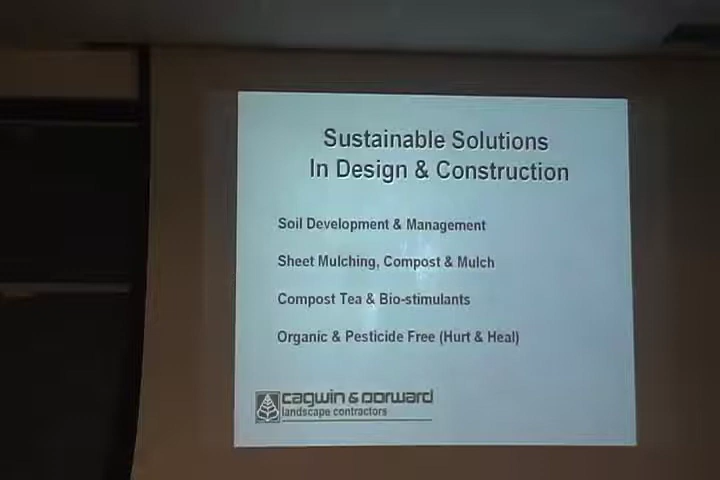 Sustainable Solutions
In Design & Construction
Soil Development & Management
Sheet Mulching, Compost & Mulch
Compost Tea & Bio-stimulants
Organic & Pesticide Free (Hurt & Heal)
cagwin & dorward
landscape contractors